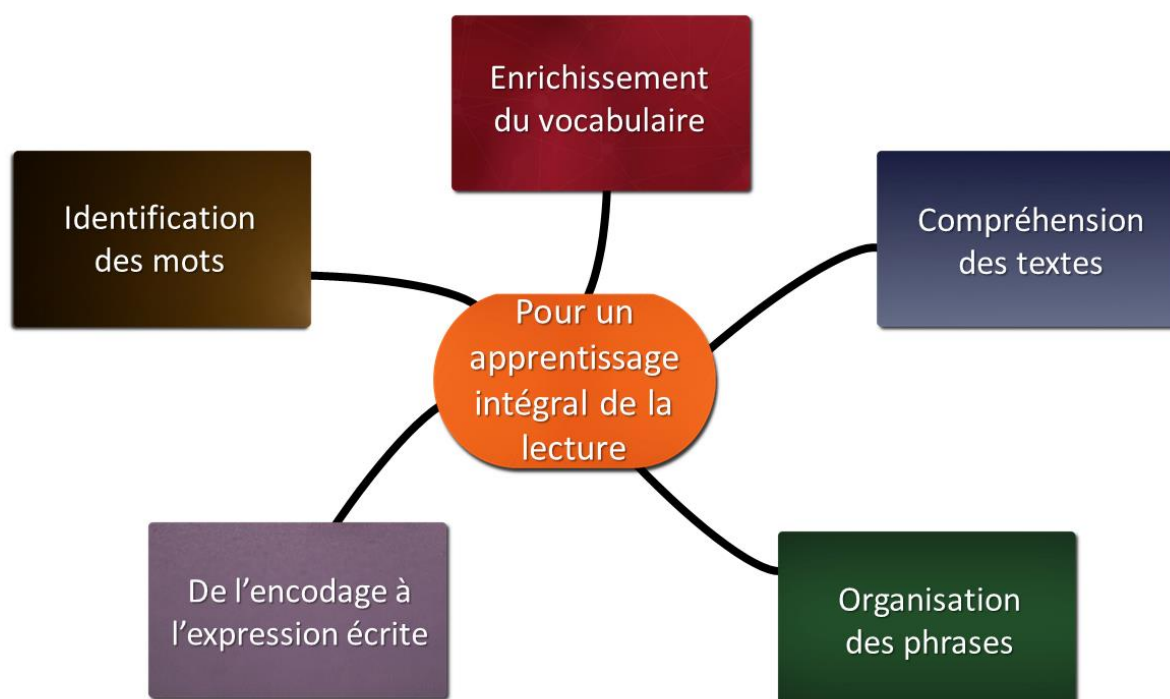 Enrichissement
du vocabulaire
Identification
des mots
Compréhension
des textes
Pour un
apprentissage
intégral de la
lecture
De l’encodage à
l’expression écrite
Organisation
des phrases